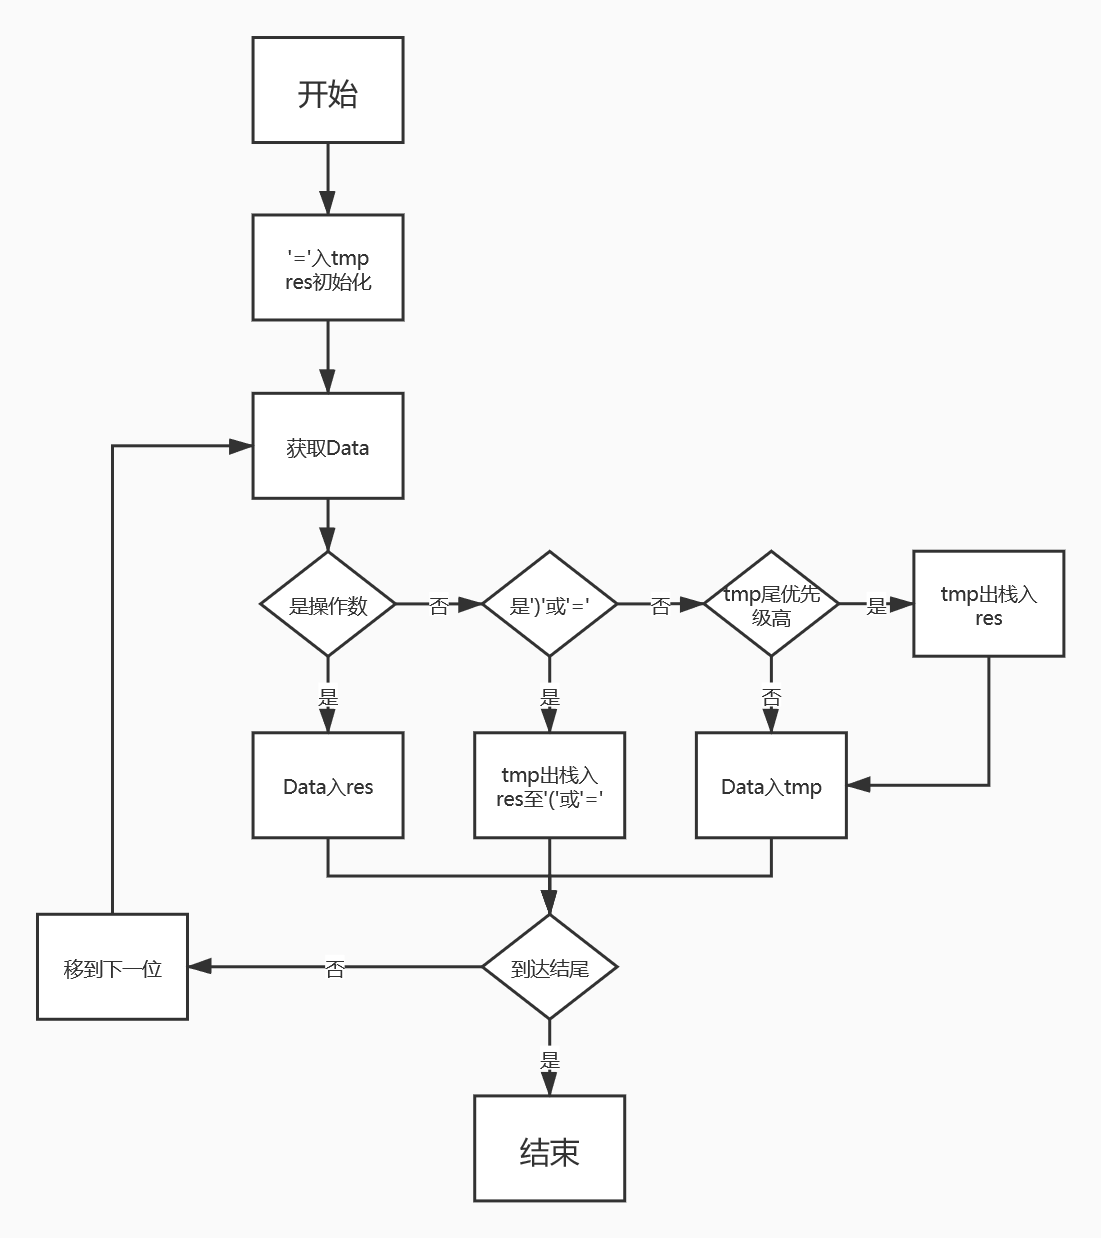 开始
'='入tmp
res初始化
获取Data
是操作数
否
是')'或'='
否
tmp尾优先
级高
是
tmp出栈入
res
是
是
否
Data入res
tmp出栈入
res至'('或'='
Data入tmp
移到下一位
否
到达结尾
是
结束